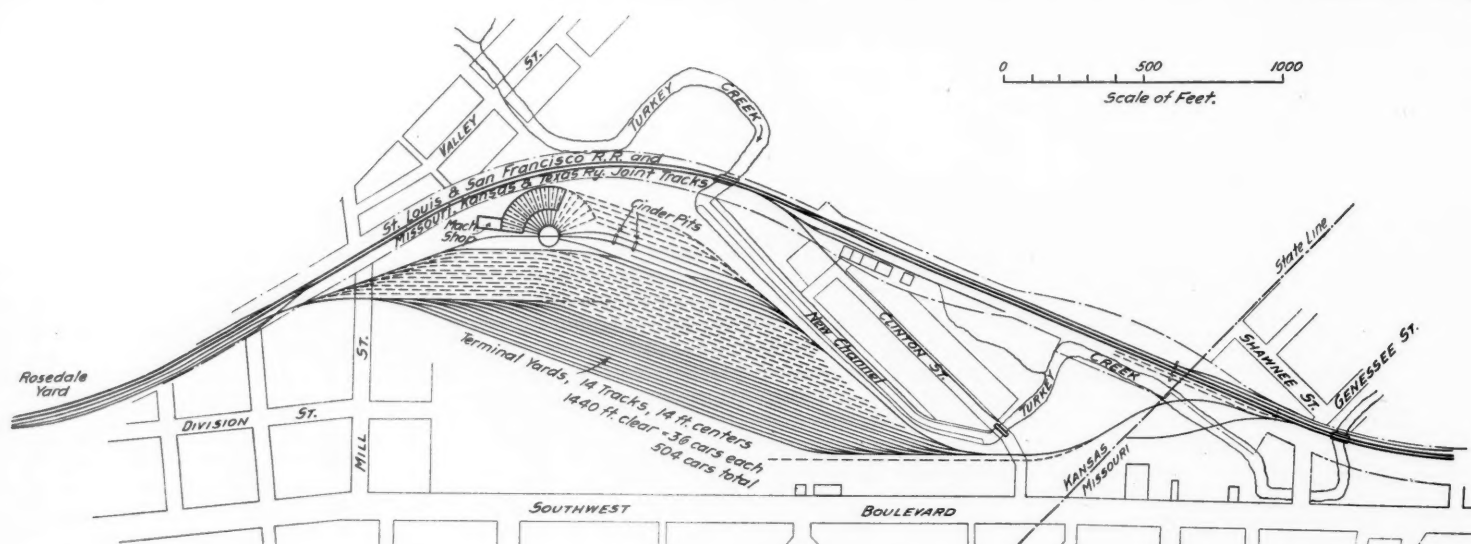 0 500 1000
Scale of Feet.
ST.
VALLEY
TURKEY
CREEK
St. Louis & San Francisco R.R. and
Missouri, Kansas & Texas Ry. Joint Tracks
Mach.
Shop
Cinder Pits
State Line
New Channel
CLINTON ST.
TURKEY
CREEK
SHAWNEE ST.
GENESSEE ST.
Rosedale
Yard
Terminal Yards, 14 Tracks, 14 ft. centers
1440 ft. clear = 36 cars each
504 cars total
DIVISION ST.
MILL ST.
KANSAS
MISSOURI
SOUTHWEST BOULEVARD